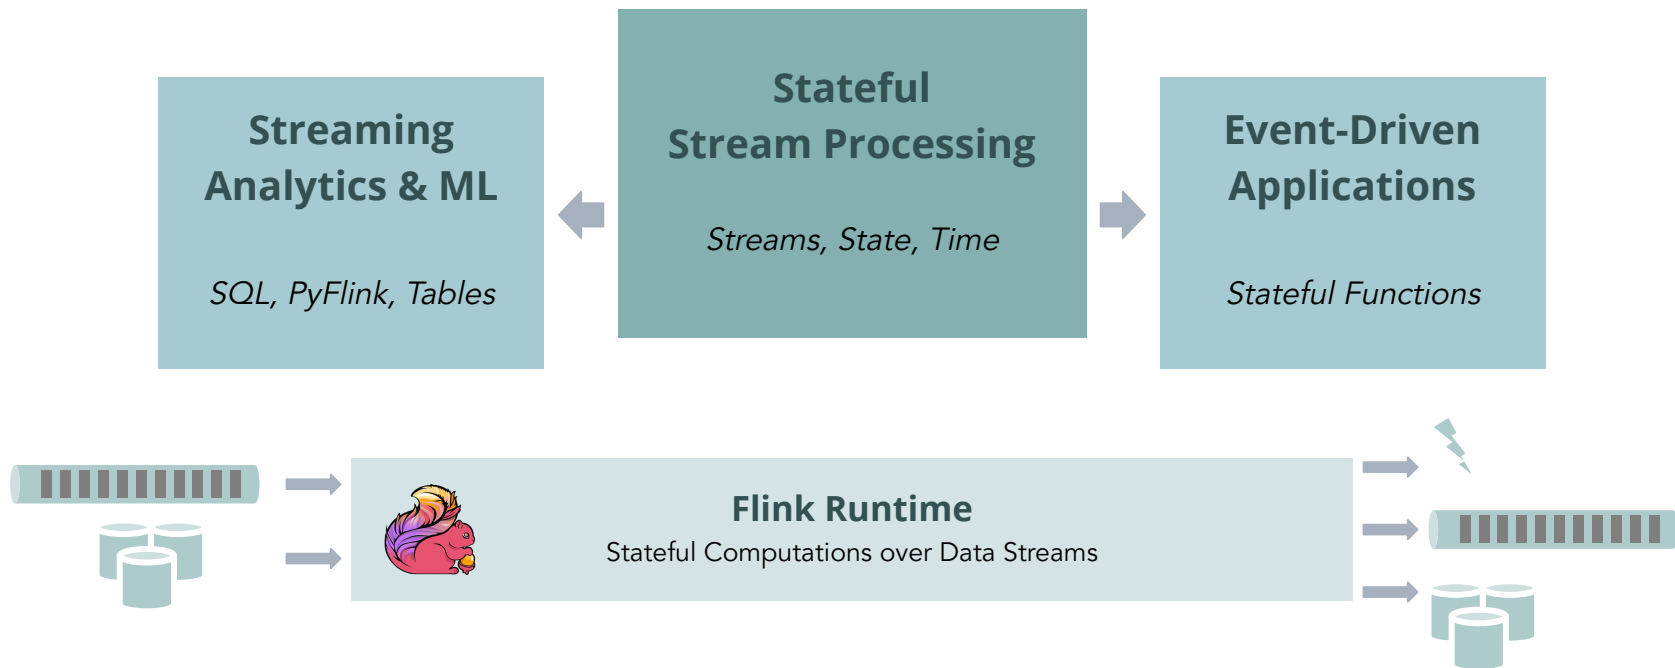 Streaming
Analytics & ML
SQL, PyFlink, Tables
Stateful
Stream Processing
Streams, State, Time
Event-Driven
Applications
Stateful Functions
Flink Runtime
Stateful Computations over Data Streams